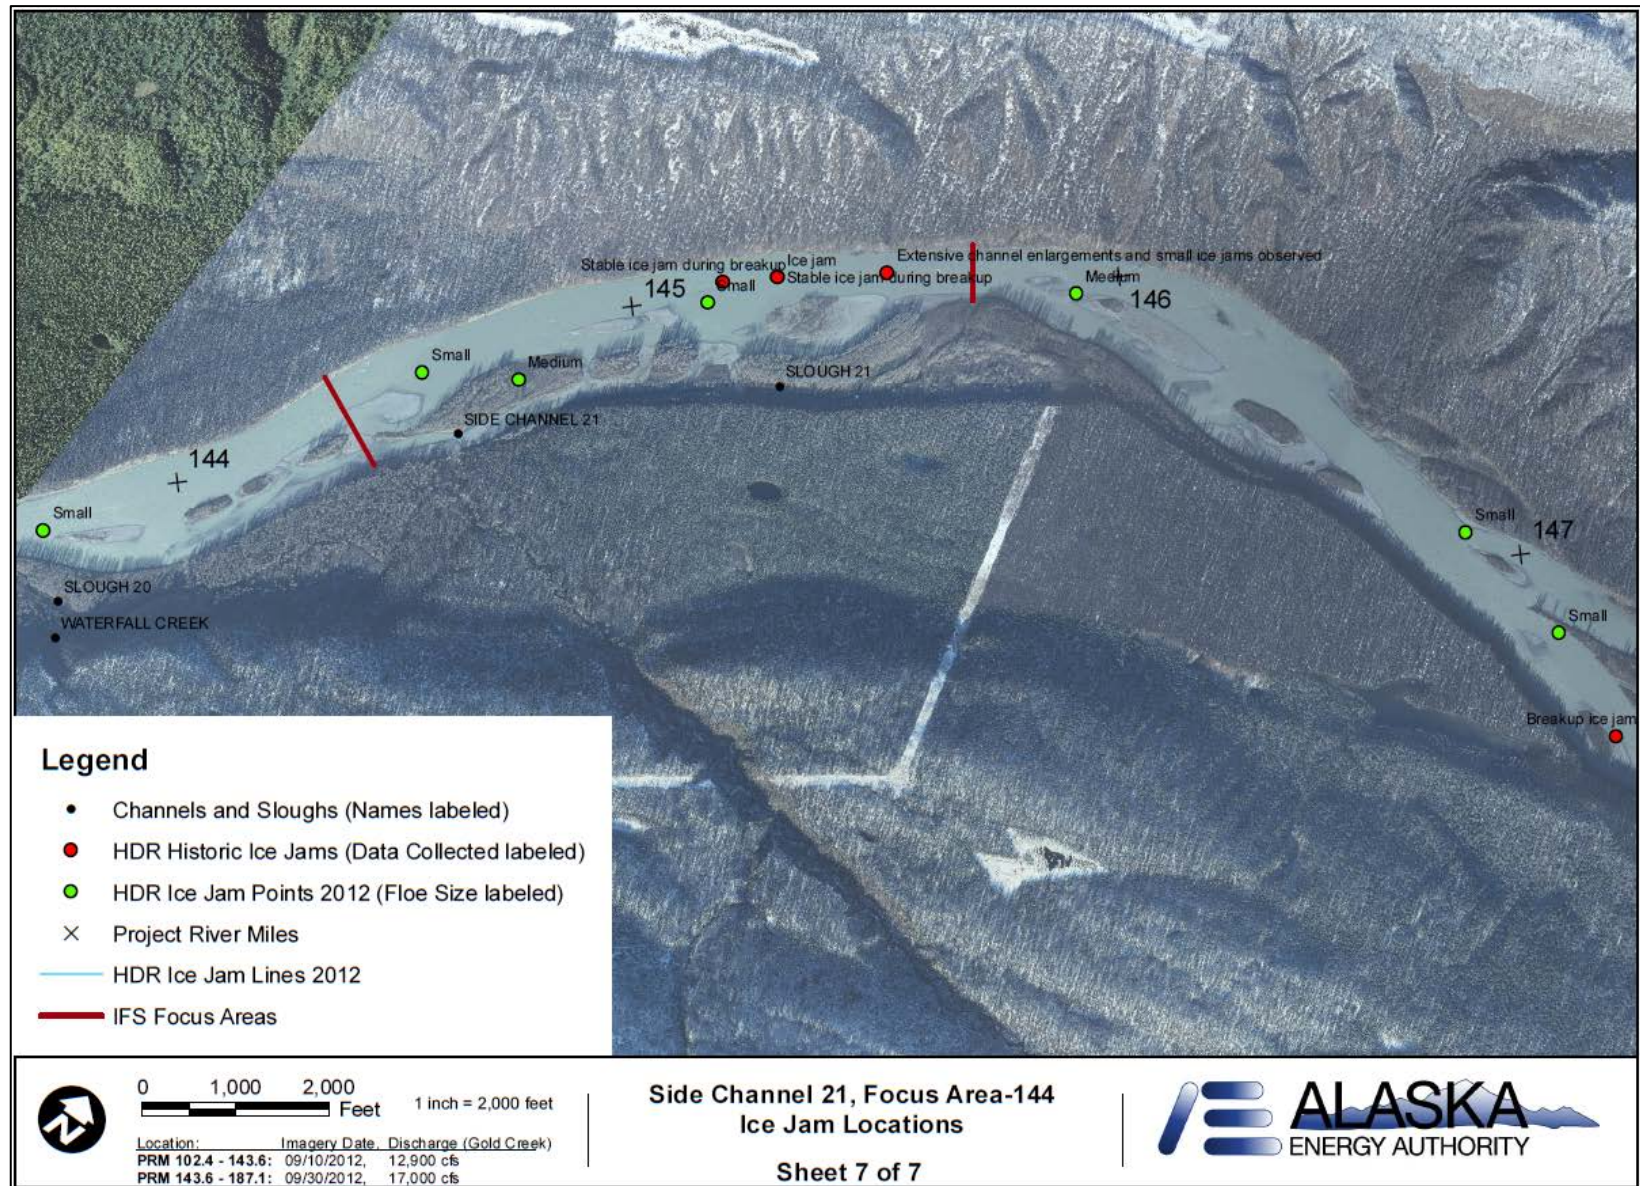 Stable ice jam during breakup
Ice jam
Extensive channel enlargements and small ice jams observed
Stable ice jam during breakup
Medium
145
Small
146
Small
Medium
SLOUGH 21
SIDE CHANNEL 21
144
Small
Small
147
SLOUGH 20
WATERFALL CREEK
Small
Breakup ice jam
Legend
Channels and Sloughs (Names labeled)
HDR Historic Ice Jams (Data Collected labeled)
HDR Ice Jam Points 2012 (Floe Size labeled)
Project River Miles
HDR Ice Jam Lines 2012
IFS Focus Areas
N
0 1,000 2,000
Feet
1 inch = 2,000 feet
Location: Imagery Date, Discharge (Gold Creek)
PRM 102.4 - 143.6: 09/10/2012, 12,900 cfs
PRM 143.6 - 187.1: 09/30/2012, 17,000 cfs
Side Channel 21, Focus Area-144
Ice Jam Locations
Sheet 7 of 7
AE ALASKA
ENERGY AUTHORITY